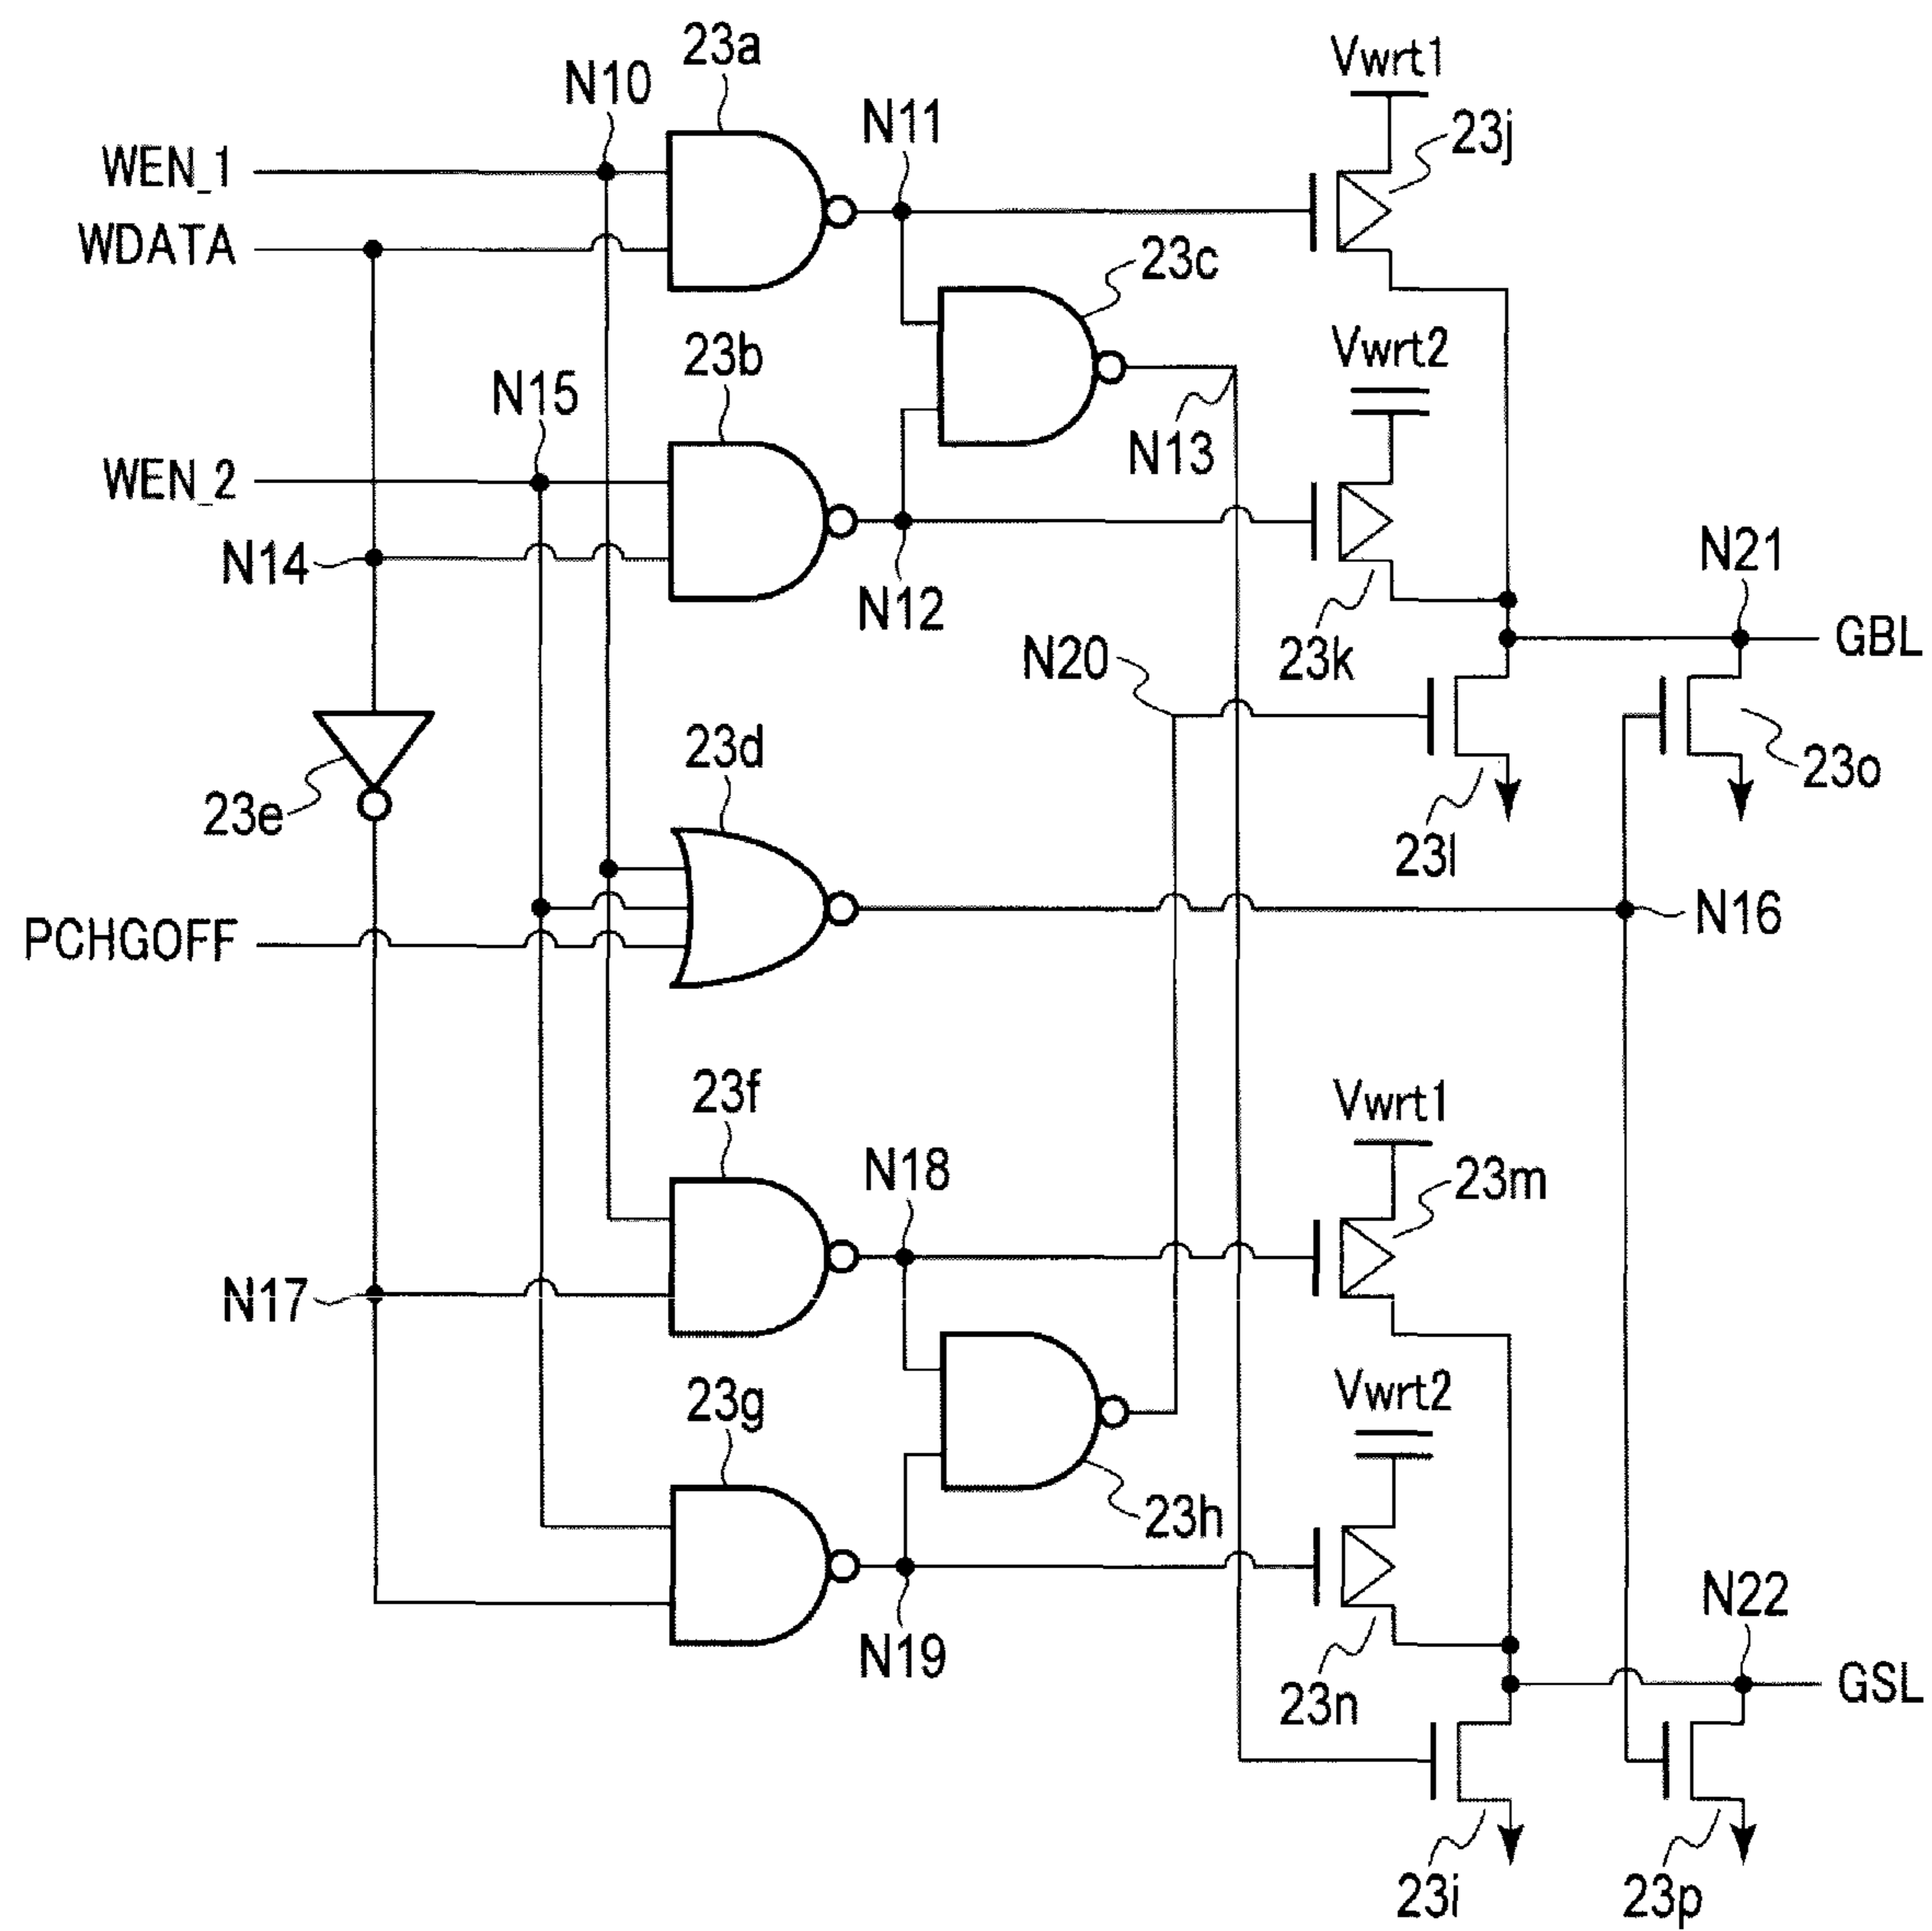 23a
Vwrt1
N10
N11
23j
WEN_1
WDATA
23c
23b
Vwrt2
N15
N13
WEN_2
N14
N12
N21
N20
23k
GBL
23d
23e
23o
23l
PCHGOFF
N16
23f
Vwrt1
N18
23m
N17
23g
Vwrt2
23h
N19
N22
23n
GSL
23i
23p